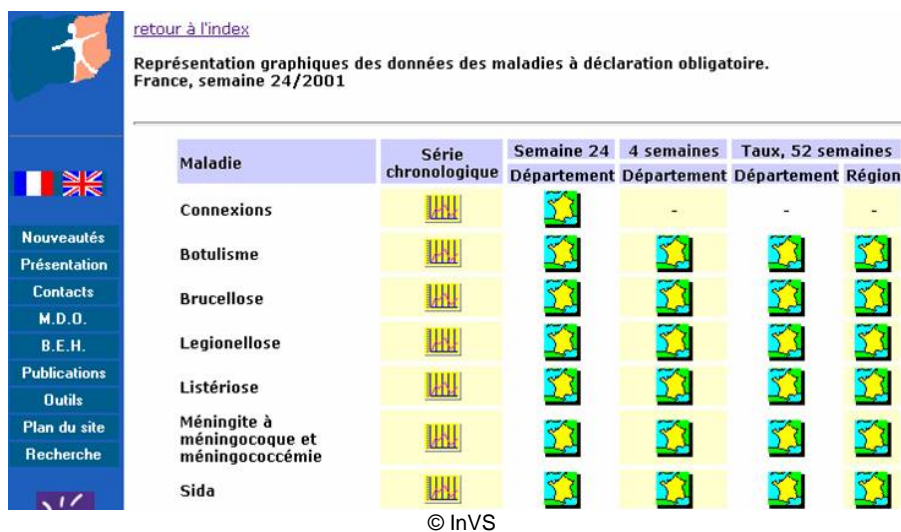 retour à l'index
Représentation graphiques des données des maladies à déclaration obligatoire.
France, semaine 24/2001
Maladie
Série chronologique
Semaine 24
4 semaines
Taux, 52 semaines
Département
Département
Département
Région
Connexions
-
-
-
Botulisme
Brucellose
Legionellose
Listériose
Méningite à
méningocoque et
méningococcémie
Sida
Nouveautés
Présentation
Contacts
M.D.O.
B.E.H.
Publications
Outils
Plan du site
Recherche
© InVS